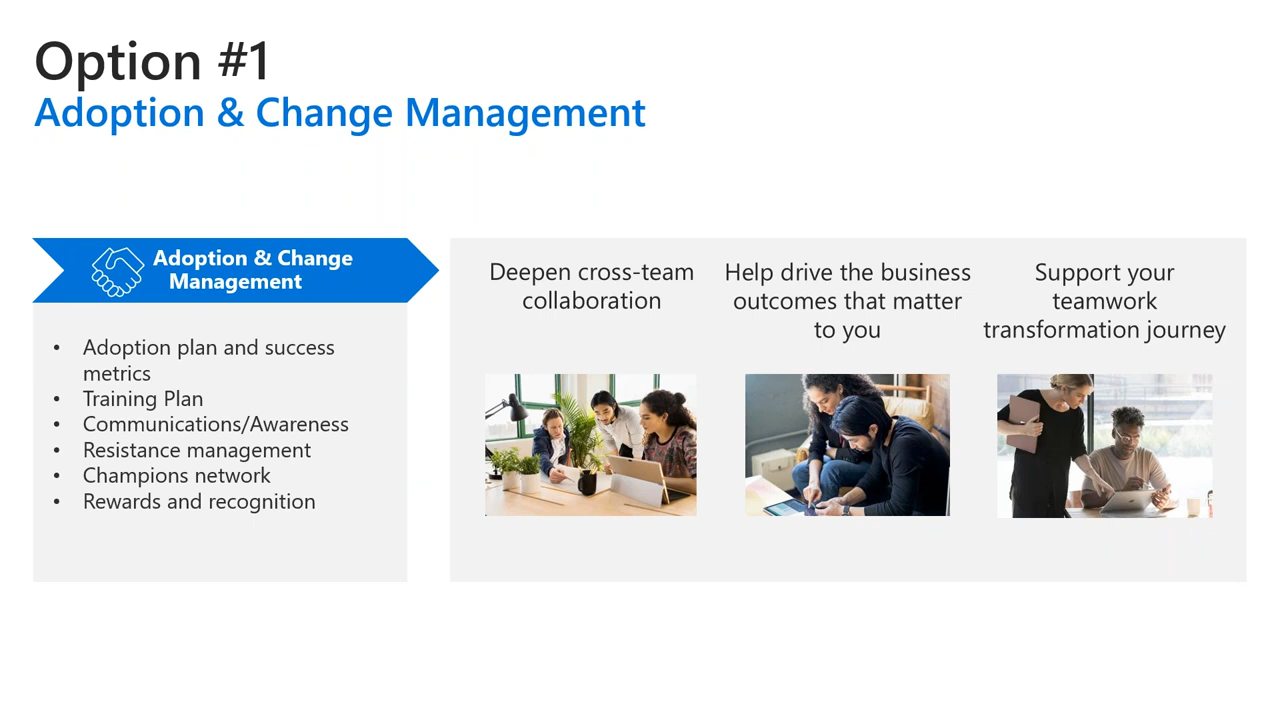 Option #1
Adoption & Change Management
Adoption & Change
Management
• Adoption plan and success
metrics
• Training Plan
• Communications/Awareness
• Resistance management
• Champions network
• Rewards and recognition
Deepen cross-team
collaboration
Help drive the business
outcomes that matter
to you
Support your
teamwork
transformation journey